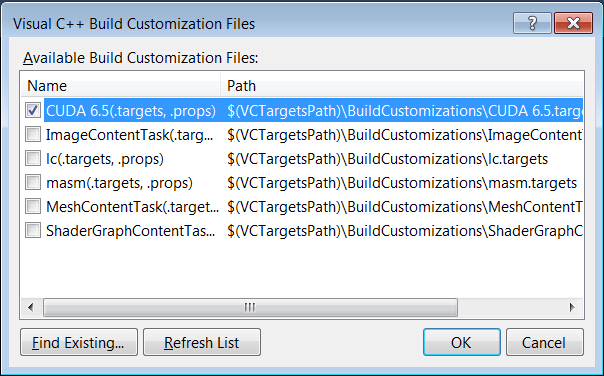 Visual C++ Build Customization Files
Available Build Customization Files:
Name Path
CUDA 6.5(.targets, .props) $(VCTargetsPath)\BuildCustomizations\CUDA 6.5.targe
ImageContentTask(.targ... $(VCTargetsPath)\BuildCustomizations\ImageContentT
lc(.targets, .props) $(VCTargetsPath)\BuildCustomizations\lc.targets
masm(.targets, .props) $(VCTargetsPath)\BuildCustomizations\masm.targets
MeshContentTask(.target... $(VCTargetsPath)\BuildCustomizations\MeshContentT
ShaderGraphContentTas... $(VCTargetsPath)\BuildCustomizations\ShaderGraphC
Find Existing... Refresh List OK Cancel